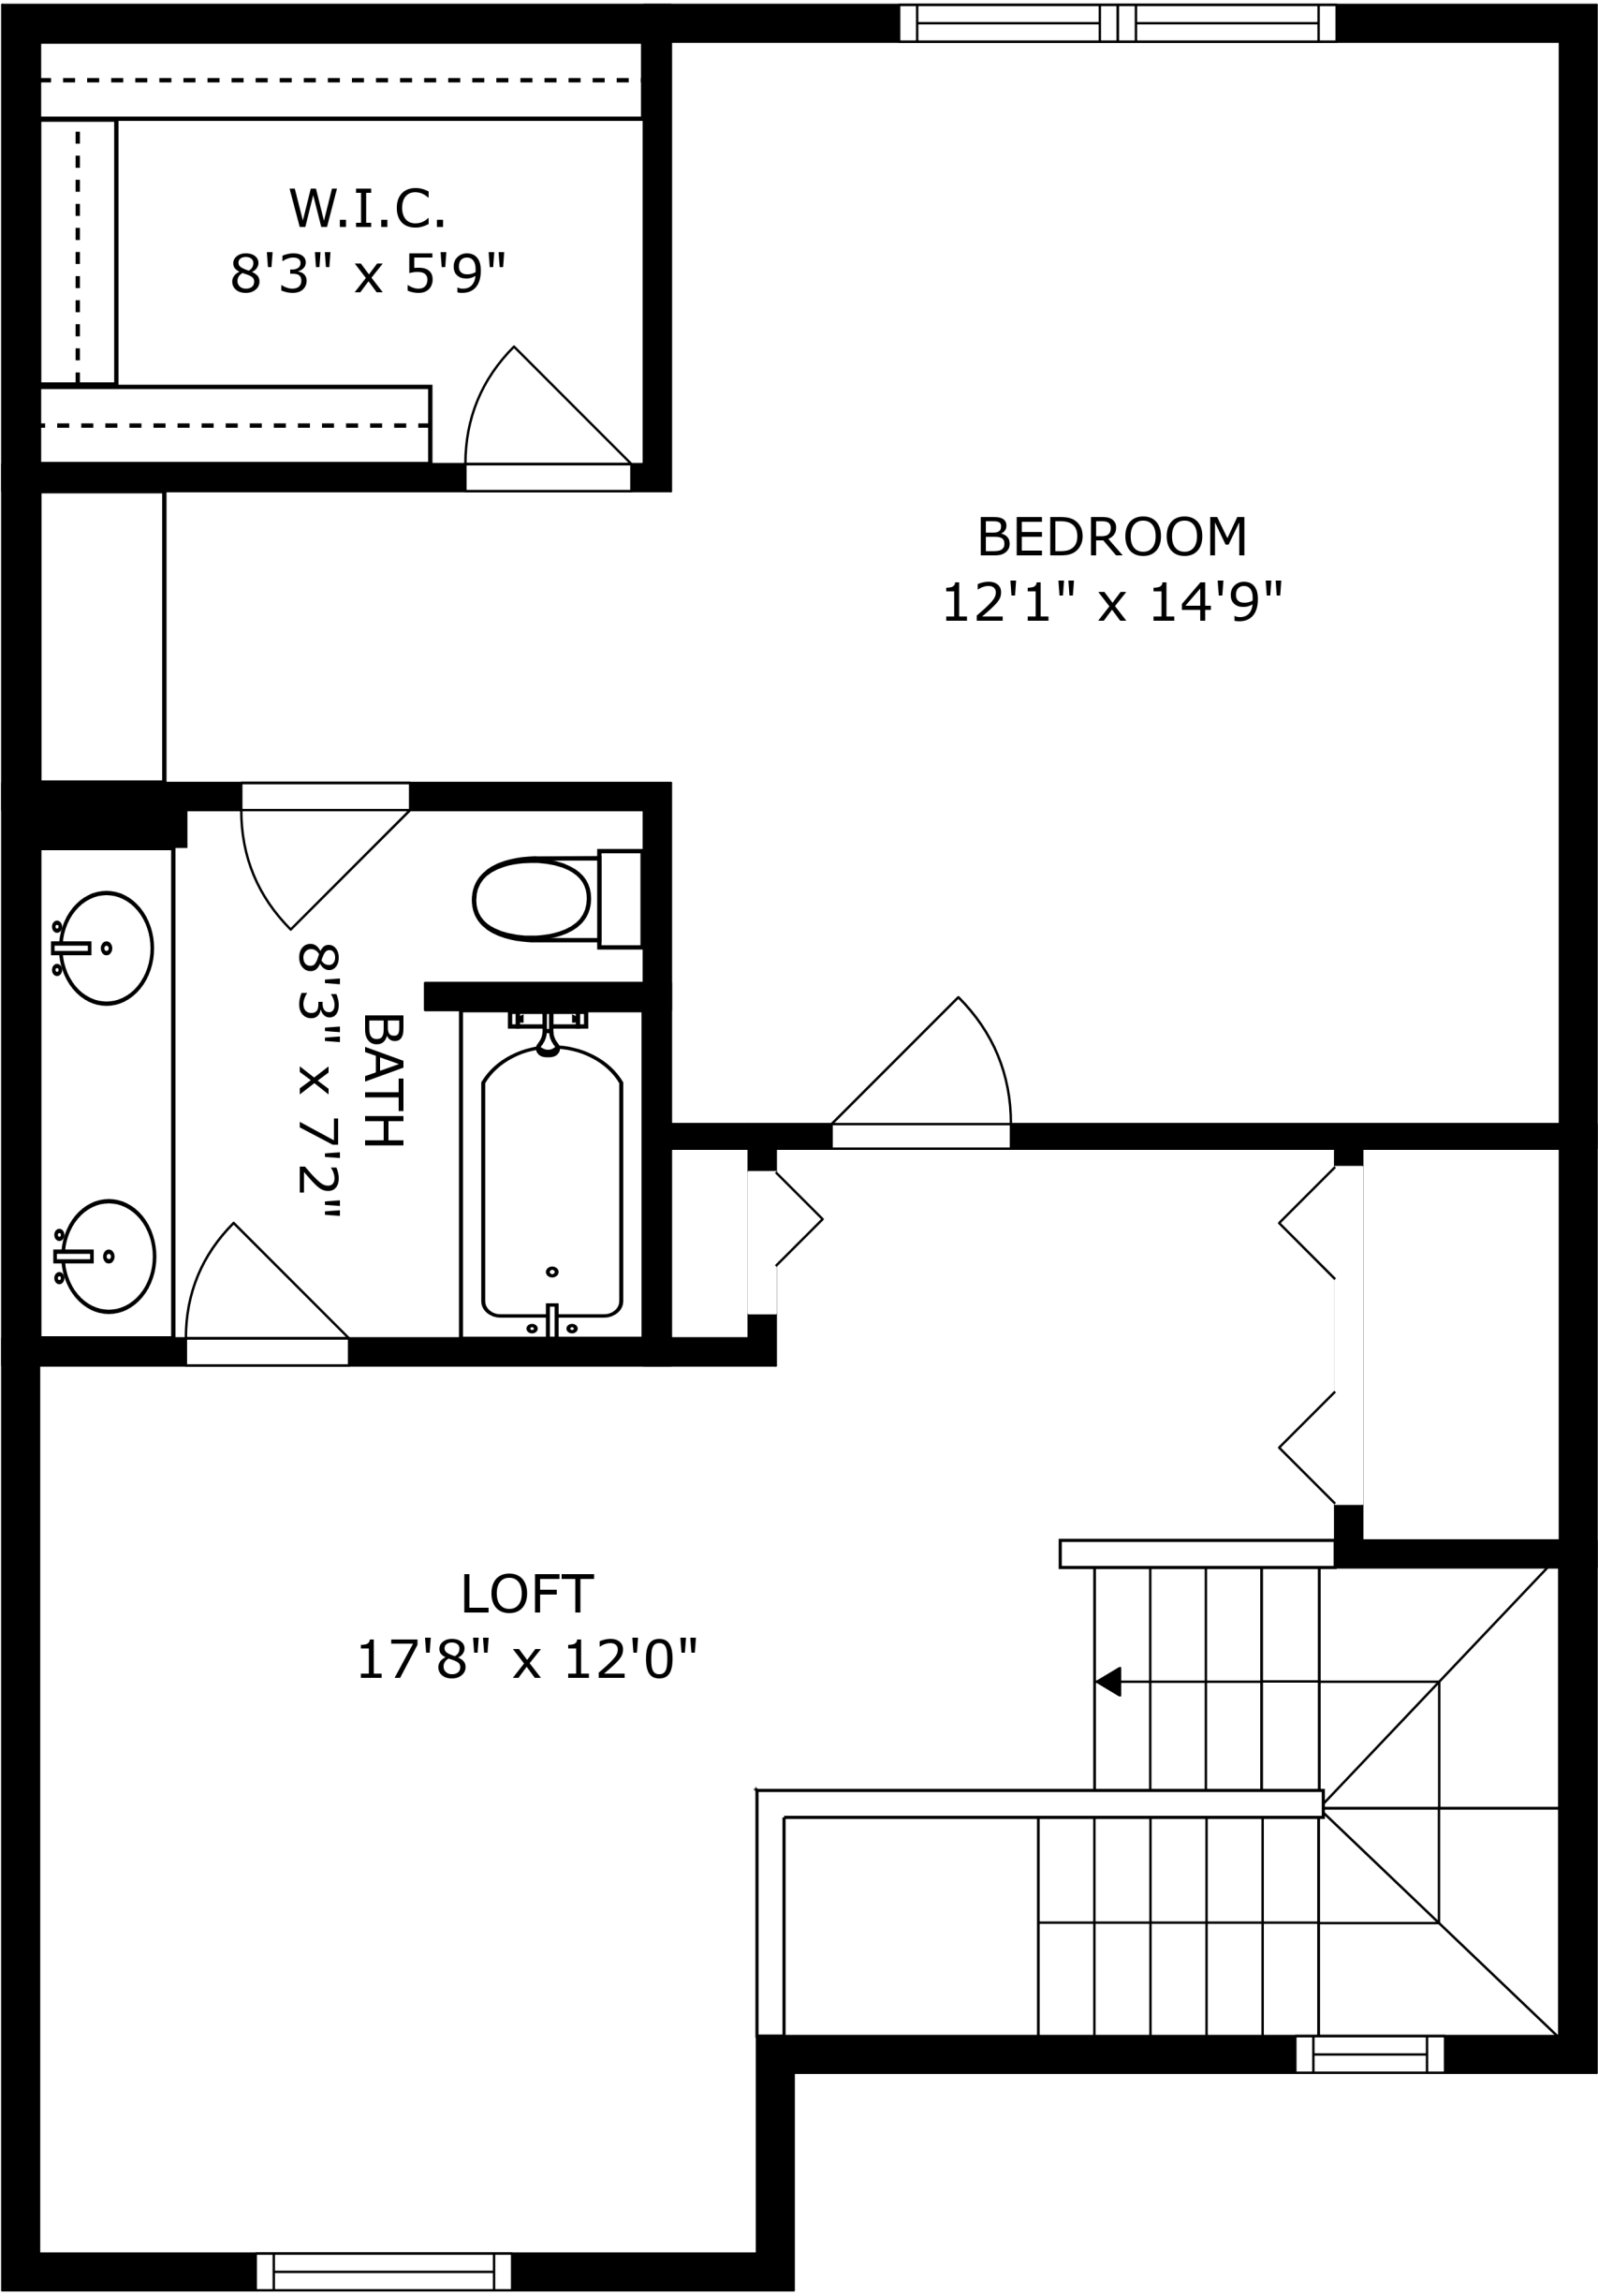 W.I.C.
8'3" x 5'9"
BEDROOM
12'1" x 14'9"
BATH
8'3" x 7'2"
LOFT
17'8" x 12'0"